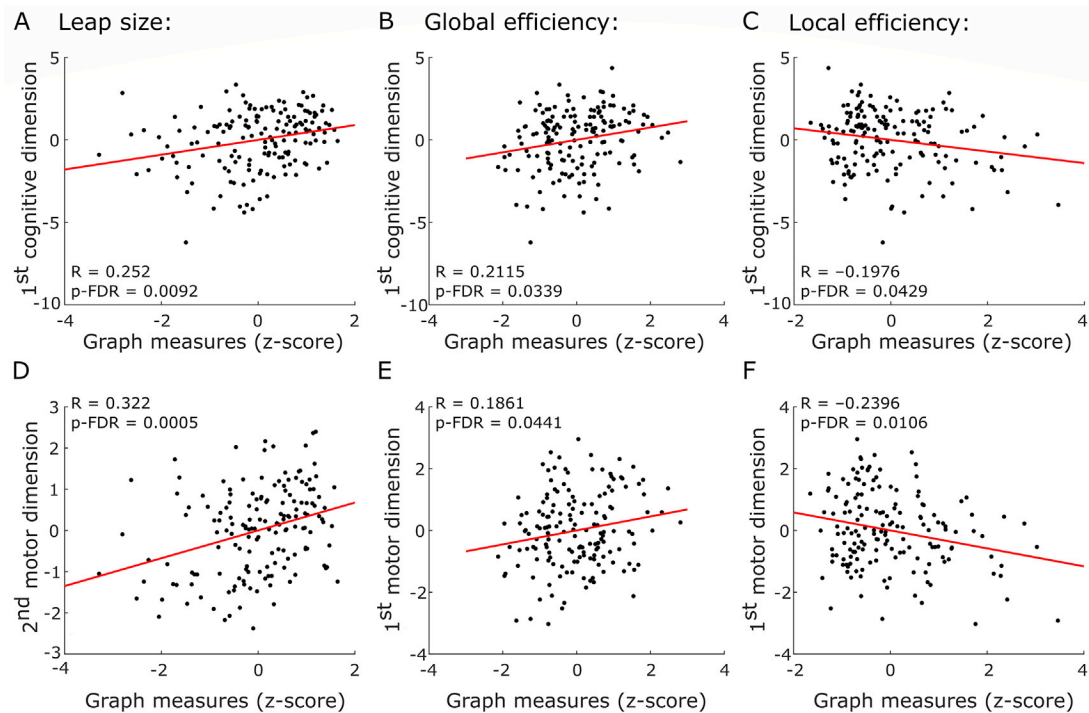 A Leap size:
B Global efficiency:
C Local efficiency:
5
0
-5
-10
1st cognitive dimension
R = 0.252
p-FDR = 0.0092
-4 -2 0 2
Graph measures (z-score)
5
0
-5
-10
1st cognitive dimension
R = 0.2115
p-FDR = 0.0339
-4 -2 0 2 4
Graph measures (z-score)
5
0
-5
-10
1st cognitive dimension
R = −0.1976
p-FDR = 0.0429
-2 0 2 4
Graph measures (z-score)
D
R = 0.322
p-FDR = 0.0005
3
2
1
0
-1
-2
-3
2nd motor dimension
-4 -2 0 2
Graph measures (z-score)
E
R = 0.1861
p-FDR = 0.0441
4
2
0
-2
-4
1st motor dimension
-4 -2 0 2 4
Graph measures (z-score)
F
R = −0.2396
p-FDR = 0.0106
4
2
0
-2
-4
1st motor dimension
-2 0 2 4
Graph measures (z-score)